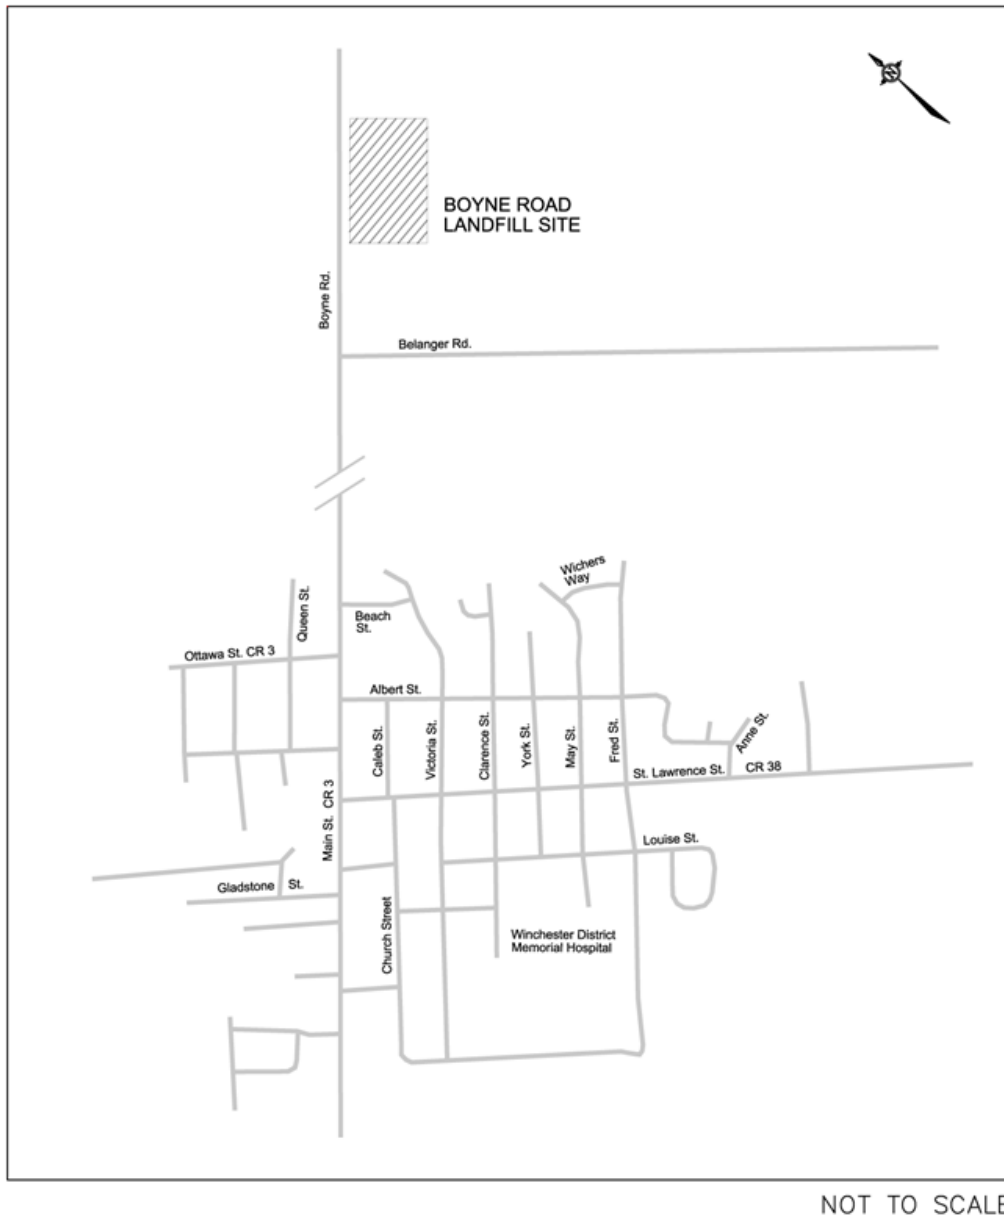 BOYNE ROAD
LANDFILL SITE
Boyne Rd.
Belanger Rd.
Wichers
Way
Queen St.
Beach
St.
Ottawa St. CR 3
Albert St.
Caleb St.
Victoria St.
Clarence St.
York St.
May St.
Fred St.
Anne St.
St. Lawrence St. CR 38
Main St. CR 3
Louise St.
Gladstone St.
Church Street
Winchester District
Memorial Hospital
NOT TO SCALE